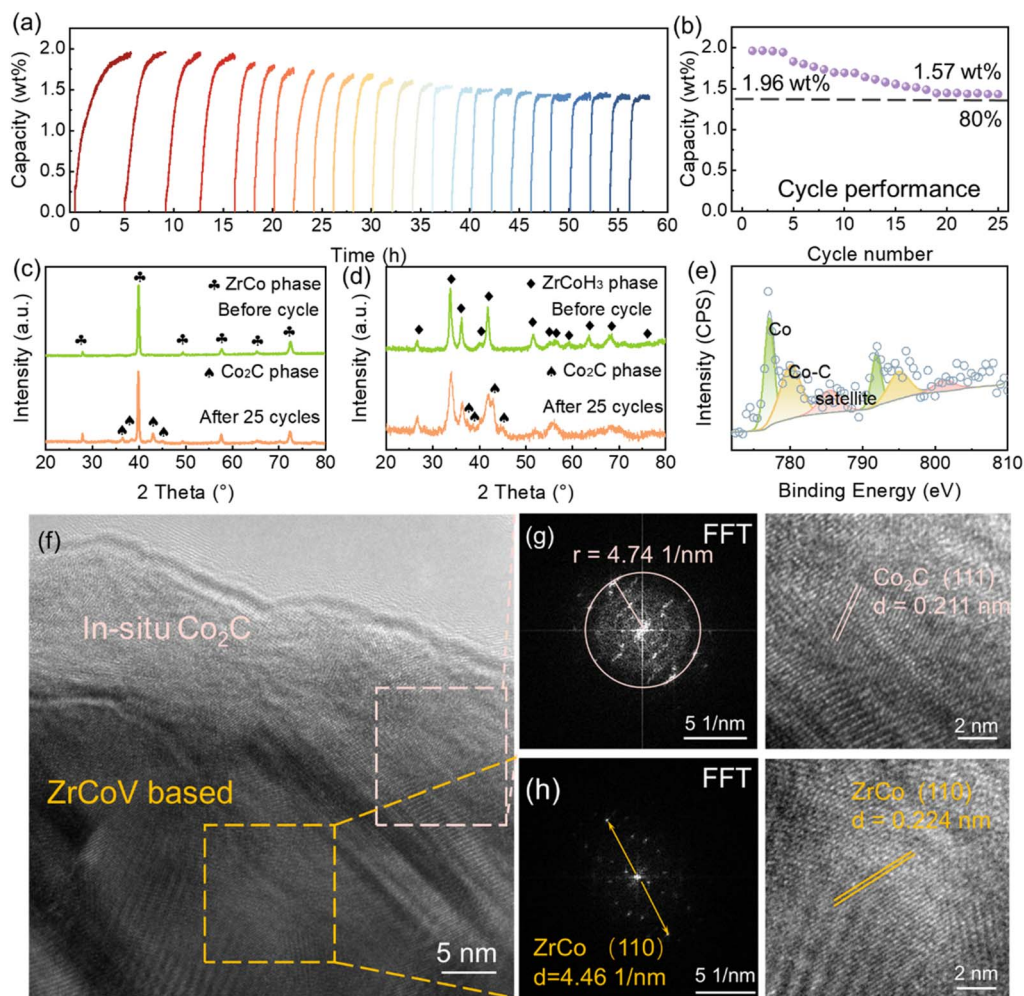 (a)
Capacity (wt%)
2.0
1.5
1.0
0.5
0.0
0 5 10 15 20 25 30 35 40 45 50 55 60
Time (h)
(b)
Capacity (wt%)
2.0
1.5
1.0
0.5
0.0
1.96 wt%
1.57 wt%
80%
Cycle performance
0 5 10 15 20 25
Cycle number
(c)
Intensity (a.u.)
♣ ZrCo phase
Before cycle
♠ Co₂C phase
After 25 cycles
20 30 40 50 60 70 80
2 Theta (°)
(d)
Intensity (a.u.)
♦ ZrCoH₃ phase
Before cycle
♠ Co₂C phase
After 25 cycles
20 30 40 50 60 70 80
2 Theta (°)
(e)
Intensity (CPS)
Co
Co-C
satellite
780 790 800 810
Binding Energy (eV)
(f)
In-situ Co₂C
ZrCoV based
5 nm
(g)
FFT
r = 4.74 1/nm
5 1/nm
Co₂C (111)
d = 0.211 nm
2 nm
(h)
FFT
ZrCo (110)
d=4.46 1/nm
5 1/nm
ZrCo (110)
d = 0.224 nm
2 nm